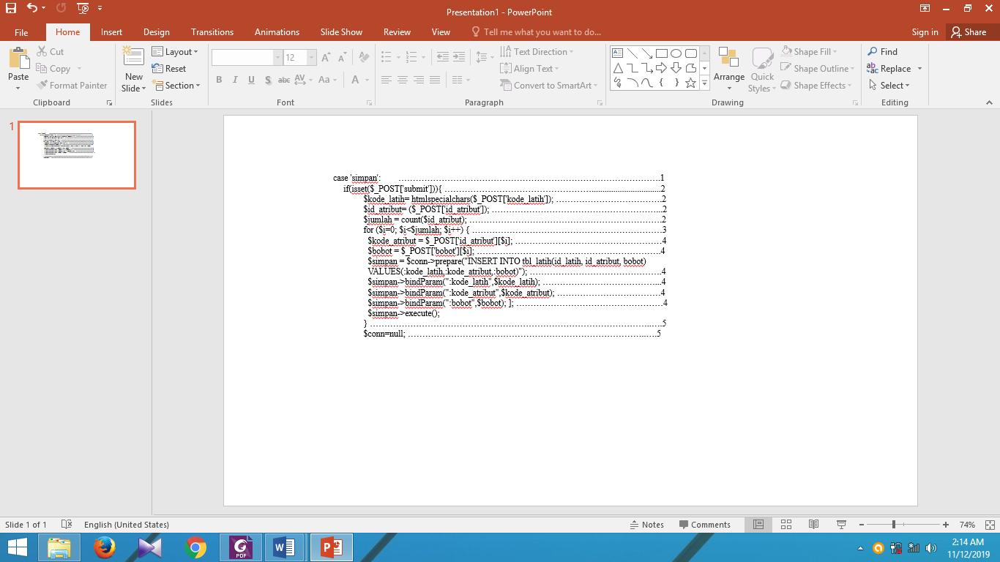 Presentation1 - PowerPoint
File Home Insert Design Transitions Animations Slide Show Review View Tell me what you want to do... Sign in Share
Paste Cut Copy Format Painter
New Slide Layout Reset Section
12
B I U S abc AV Aa A
Text Direction Align Text Convert to SmartArt
Arrange Quick Styles Shape Fill Shape Outline Shape Effects
Find Replace Select
Clipboard Slides Font Paragraph Drawing Editing
1
case 'simpan': ……………………………………………………………………………….1
if(isset($_POST['submit'])){ ……………………………………………...............................2
$kode_latih= htmlspecialchars($_POST['kode_latih']); ………………………………2
$id_atribut= ($_POST['id_atribut']); ……………………………………………………2
$jumlah = count($id_atribut); …………………………………………………………2
for ($i=0; $i<$jumlah; $i++) { …………………………………………………………3
$kode_atribut = $_POST['id_atribut'][$i]; ……………………………………………4
$bobot = $_POST['bobot'][$i]; ………………………………………………………4
$simpan = $conn->prepare("INSERT INTO tbl_latih(id_latih, id_atribut, bobot)
VALUES(:kode_latih,:kode_atribut,:bobot)"); ……………………………………..4
$simpan->bindParam(":kode_latih",$kode_latih); …………………………………..4
$simpan->bindParam(":kode_atribut",$kode_atribut); ………………………………4
$simpan->bindParam(":bobot",$bobot); ]; ……………………………………………4
$simpan->execute();
} …………………………………………………………………………………….….5
$conn=null; ……………………………………………………………………….….5
Slide 1 of 1 English (United States) Notes Comments 74%
PDF
2:14 AM
11/12/2019